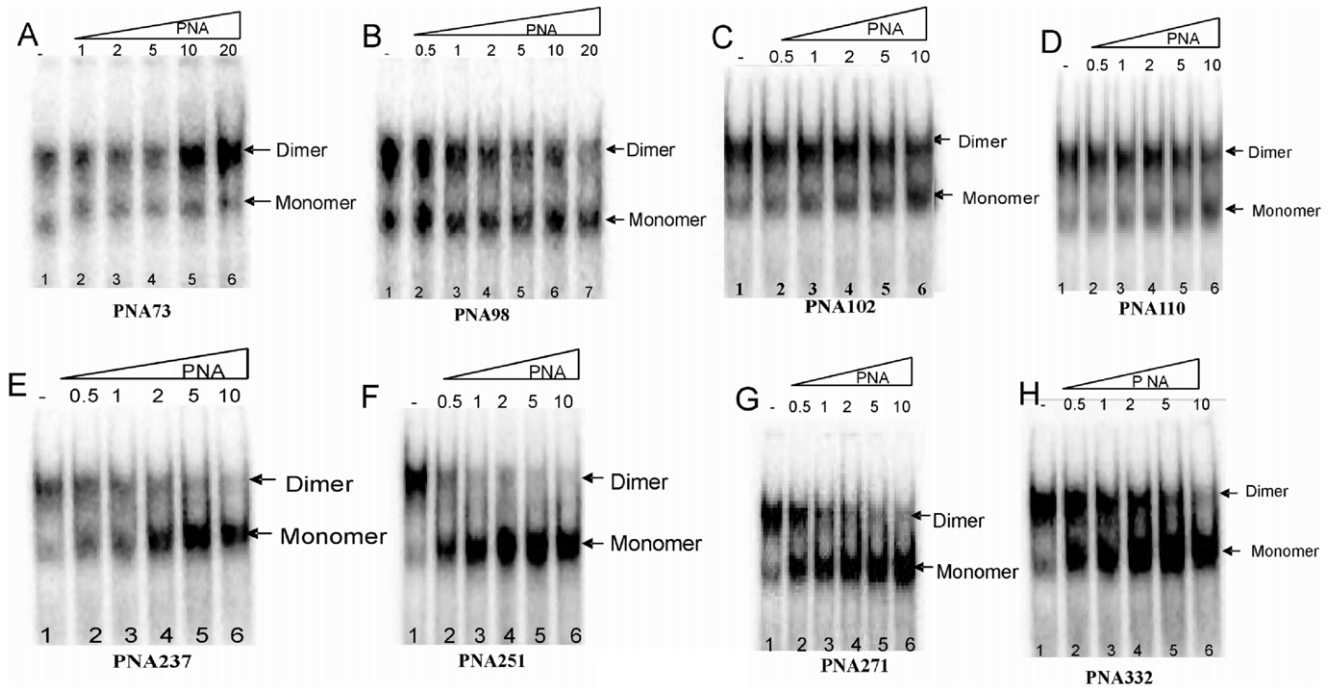 A
PNA
- 1 2 5 10 20
Dimer
Monomer
1 2 3 4 5 6
PNA73
B
PNA
- 0.5 1 2 5 10 20
Dimer
Monomer
1 2 3 4 5 6 7
PNA98
C
PNA
- 0.5 1 2 5 10
Dimer
Monomer
1 2 3 4 5 6
PNA102
D
PNA
- 0.5 1 2 5 10
Dimer
Monomer
1 2 3 4 5 6
PNA110
E
PNA
- 0.5 1 2 5 10
Dimer
Monomer
1 2 3 4 5 6
PNA237
F
PNA
- 0.5 1 2 5 10
Dimer
Monomer
1 2 3 4 5 6
PNA251
G
PNA
- 0.5 1 2 5 10
Dimer
Monomer
1 2 3 4 5 6
PNA271
H
P NA
- 0.5 1 2 5 10
Dimer
Monomer
1 2 3 4 5 6
PNA332